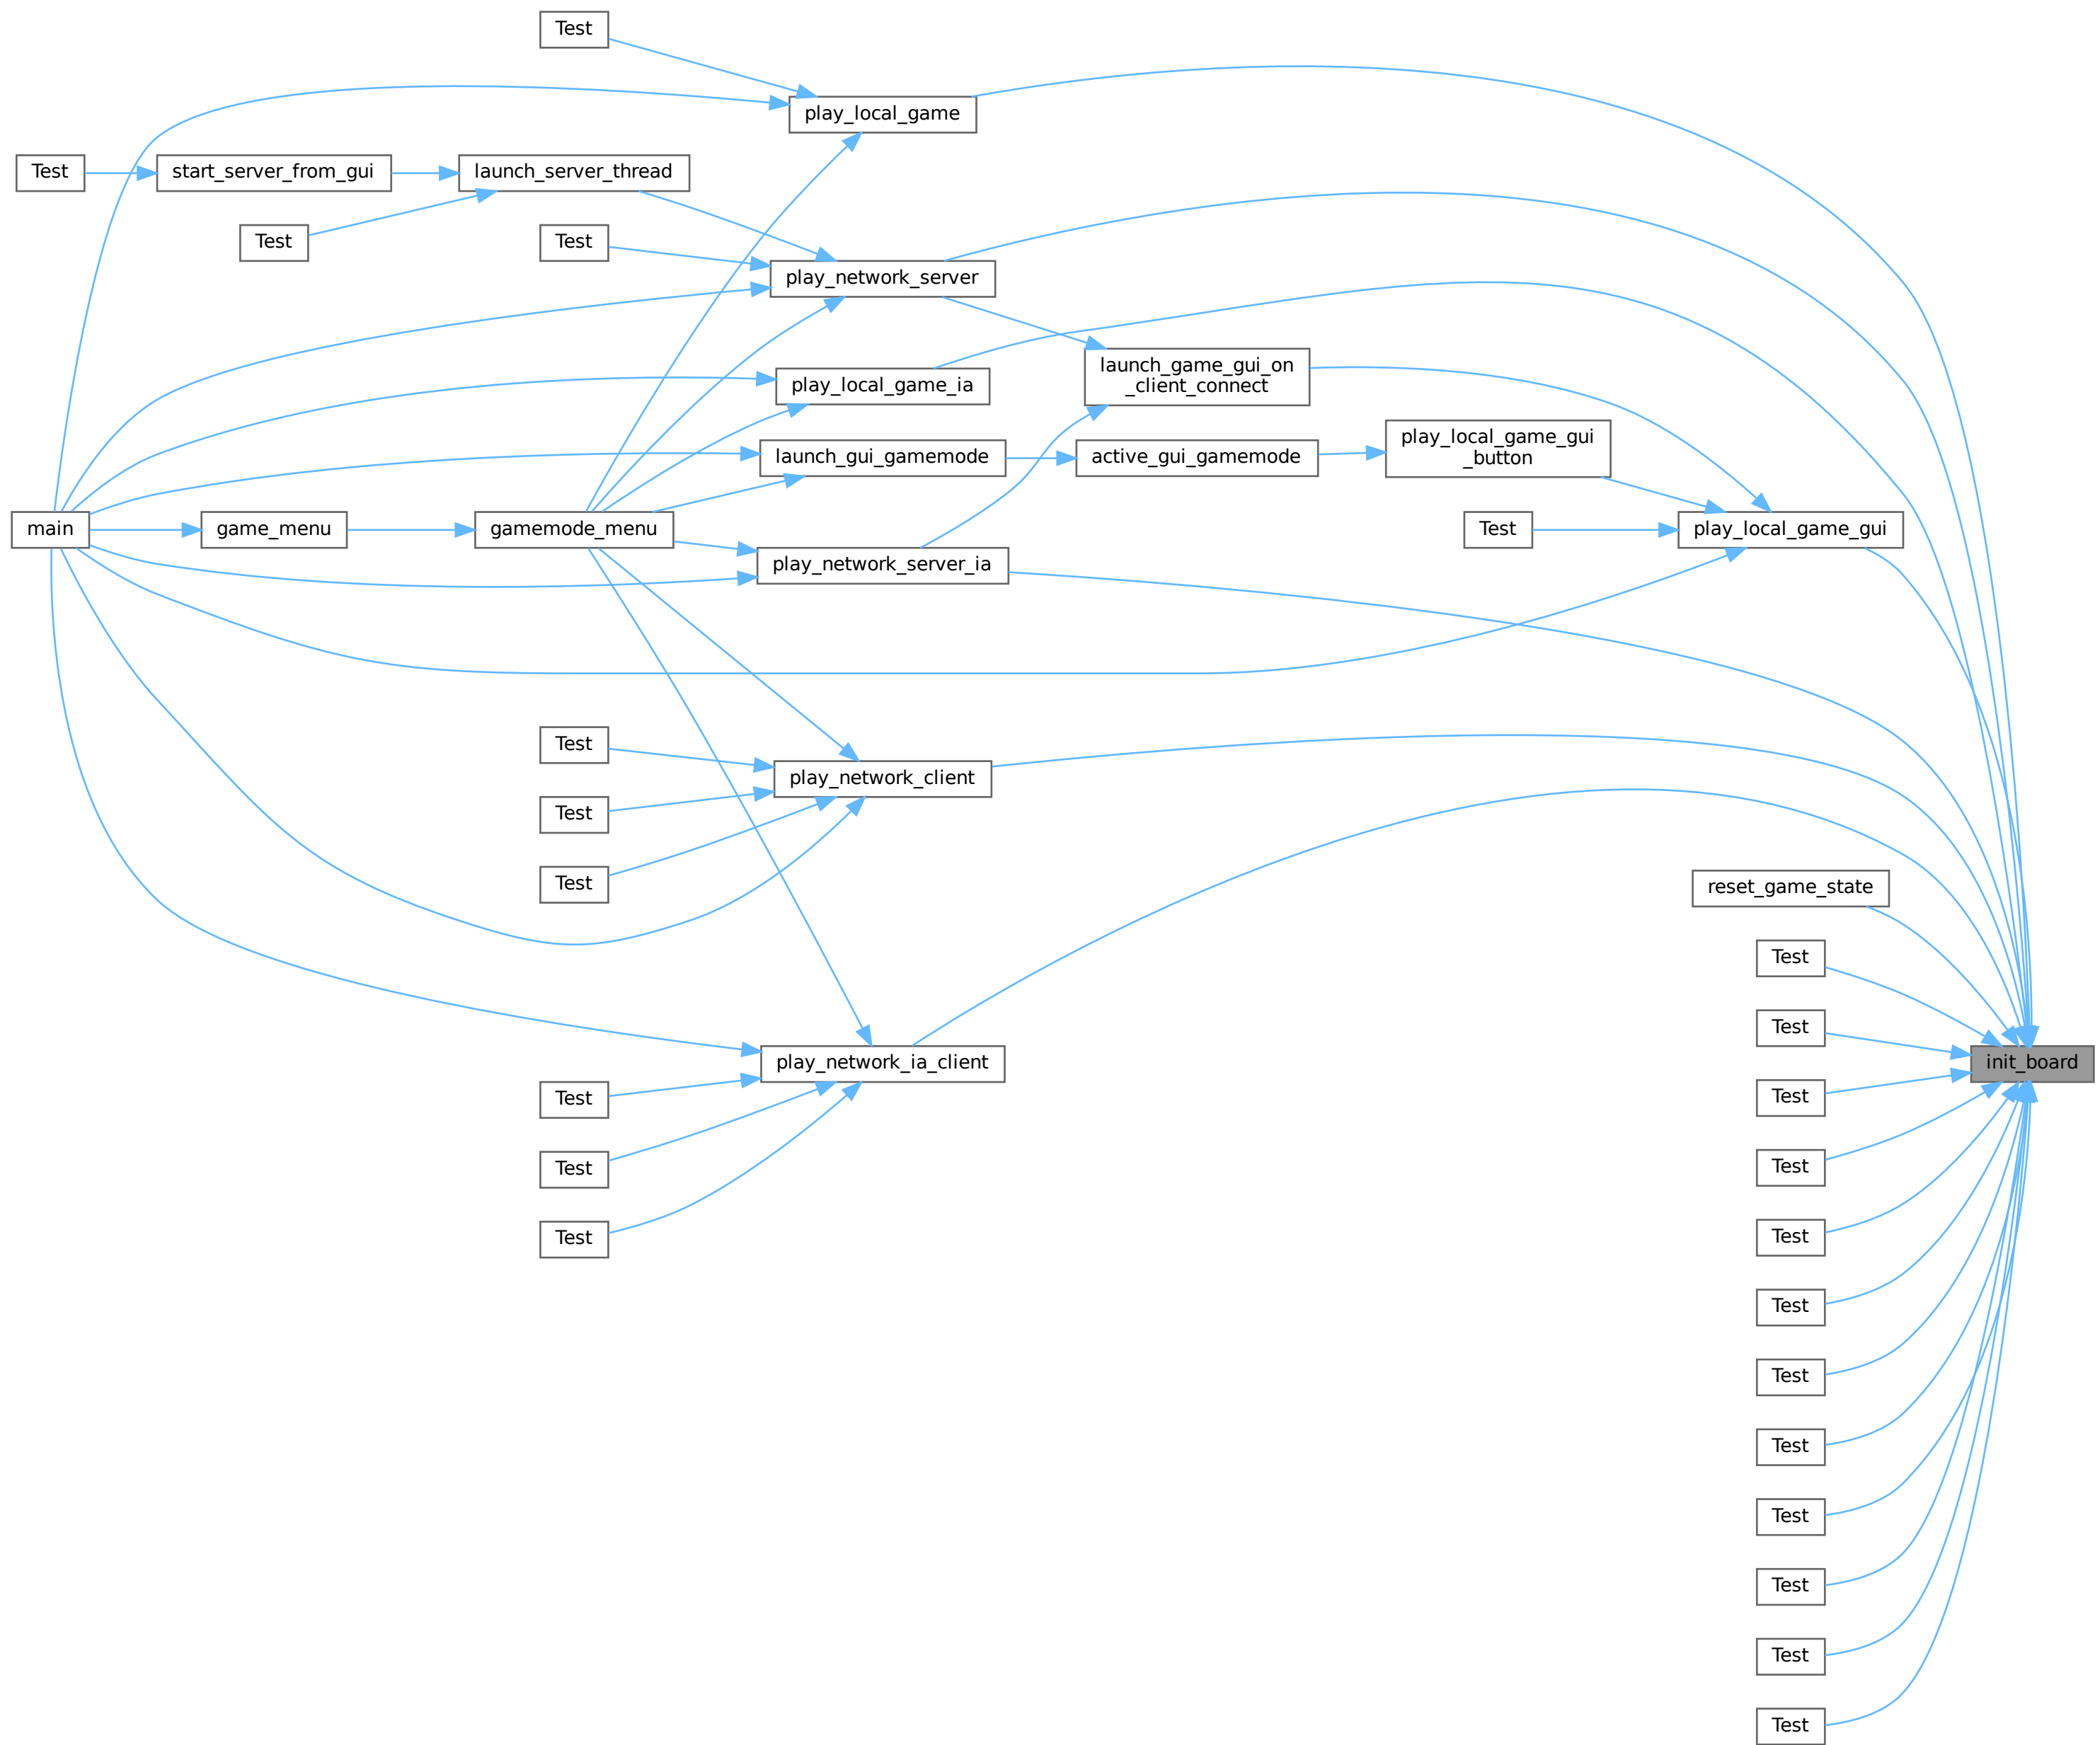 Test
play_local_game
Test
start_server_from_gui
launch_server_thread
Test
Test
play_network_server
launch_game_gui_on
_client_connect
play_local_game_ia
play_local_game_gui
_button
launch_gui_gamemode
active_gui_gamemode
main
game_menu
gamemode_menu
Test
play_local_game_gui
play_network_server_ia
Test
play_network_client
Test
Test
reset_game_state
Test
Test
play_network_ia_client
init_board
Test
Test
Test
Test
Test
Test
Test
Test
Test
Test
Test
Test
Test
Test